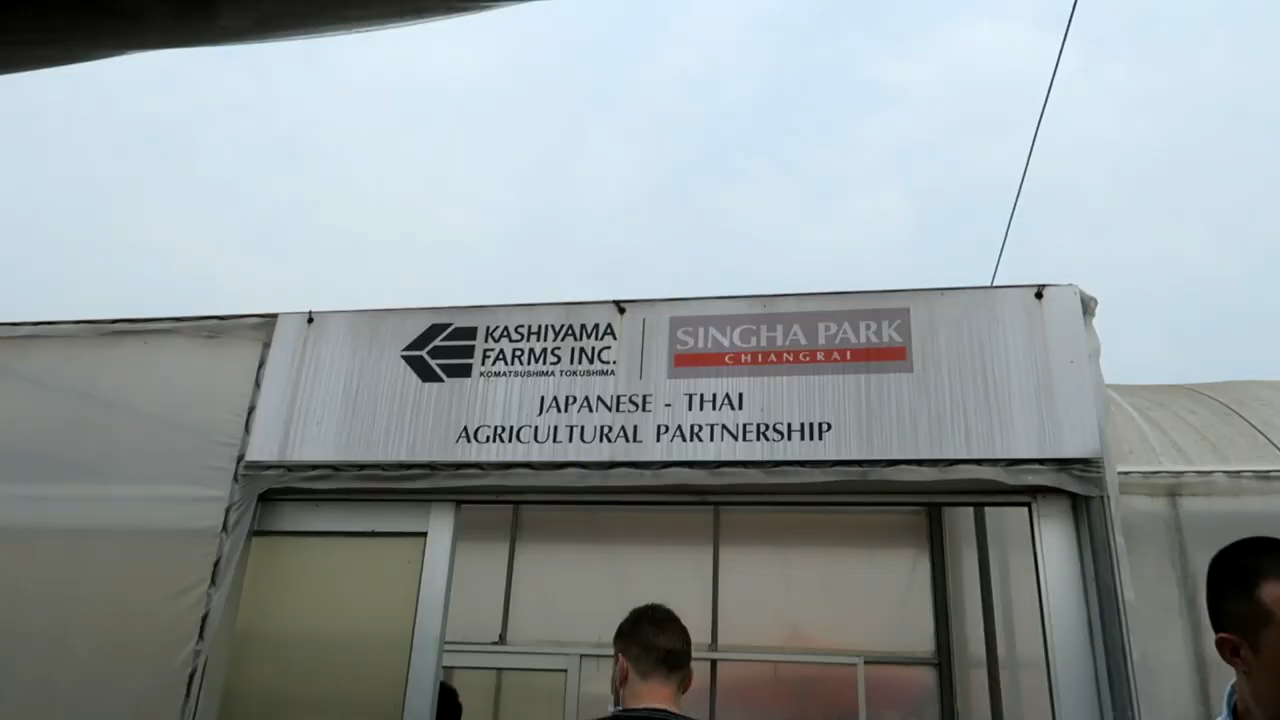 KASHIYAMA
FARMS INC.
KOMATSUSHIMA TOKUSHIMA
SINGHA PARK
CHIANGRAI
JAPANESE - THAI
AGRICULTURAL PARTNERSHIP